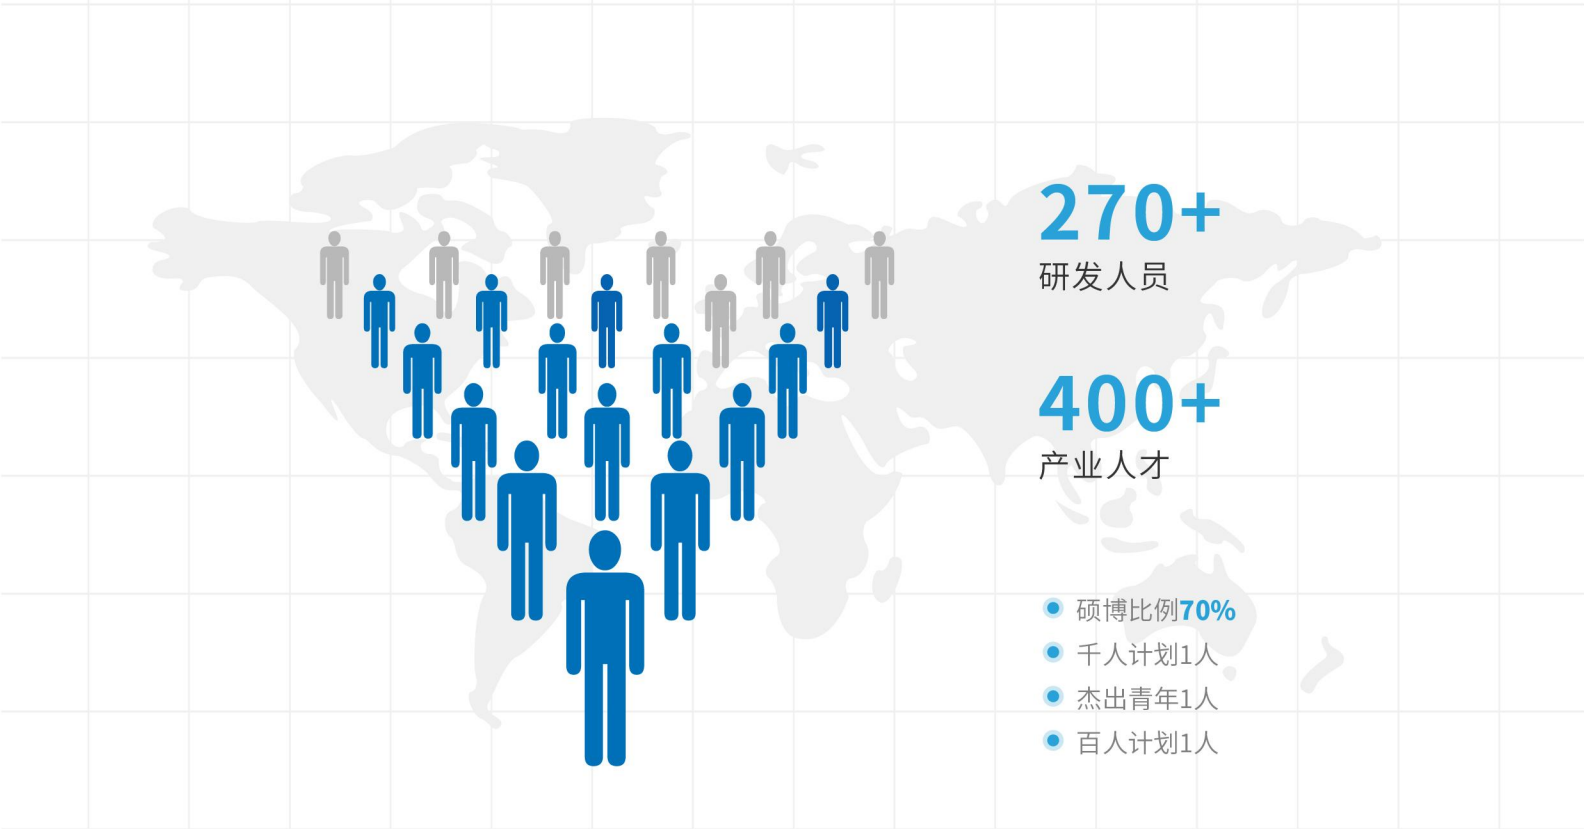 270+
研发人员
400+
产业人才
硕博比例70%
千人计划1人
杰出青年1人
百人计划1人